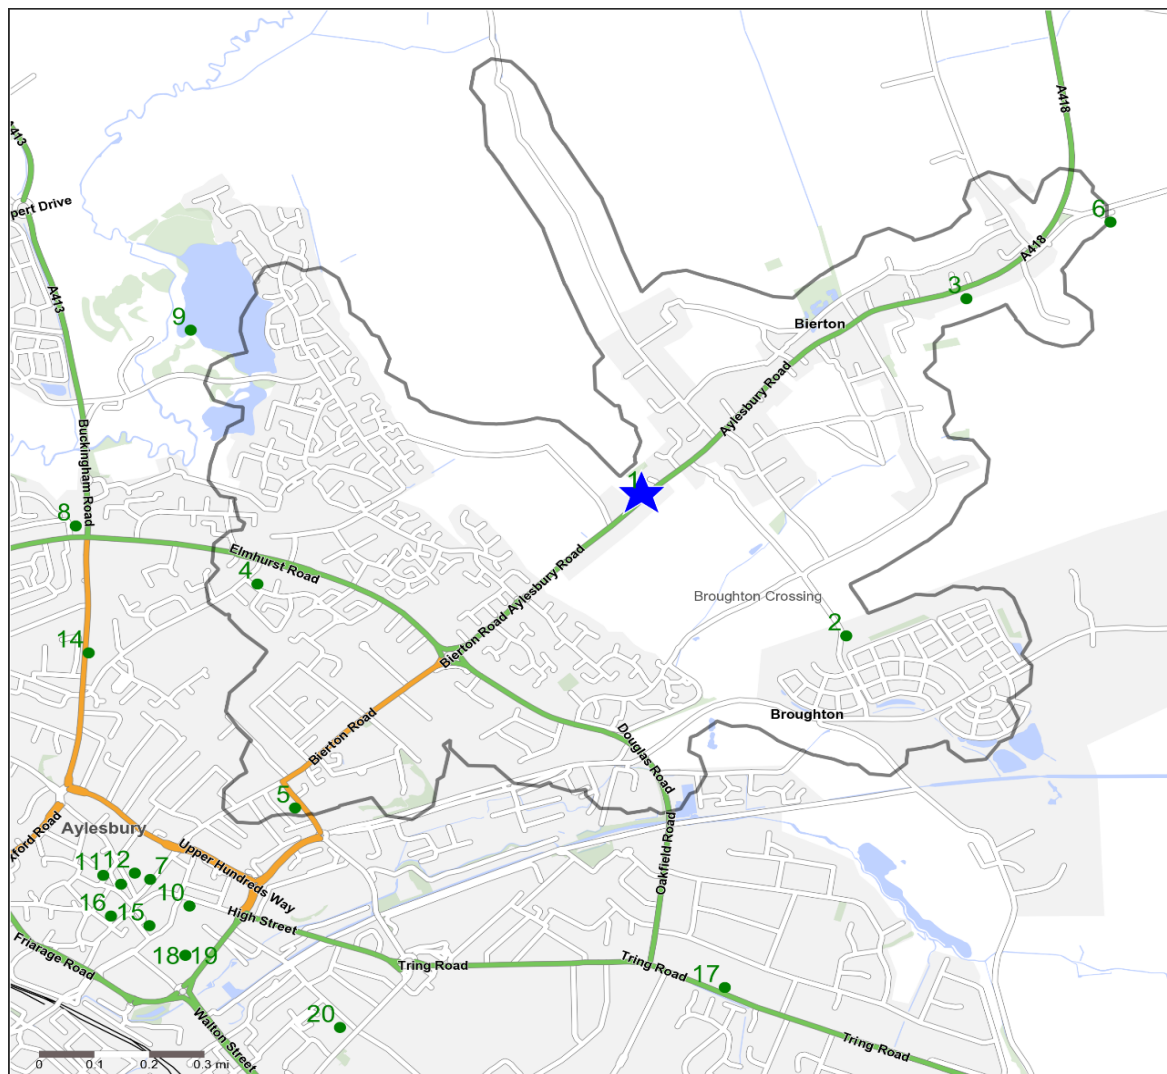 A413
A418
pert Drive
6
A418
A413
3
9
Bierton
Aylesbury Road
Buckingham Road
1
8
Elmhurst Road
4
Bierton Road Aylesbury Road
Broughton Crossing
2
14
Broughton
Bierton Road
Douglas Road
5
Aylesbury
xford Road
Upper Hundreds Way
Oakfield Road
11 12 7
10
16 15
High Street
Friarage Road
18 19
Tring Road
Tring Road
17
Walton Street
20
Tring Road
0 0.1 0.2 0.3 mi